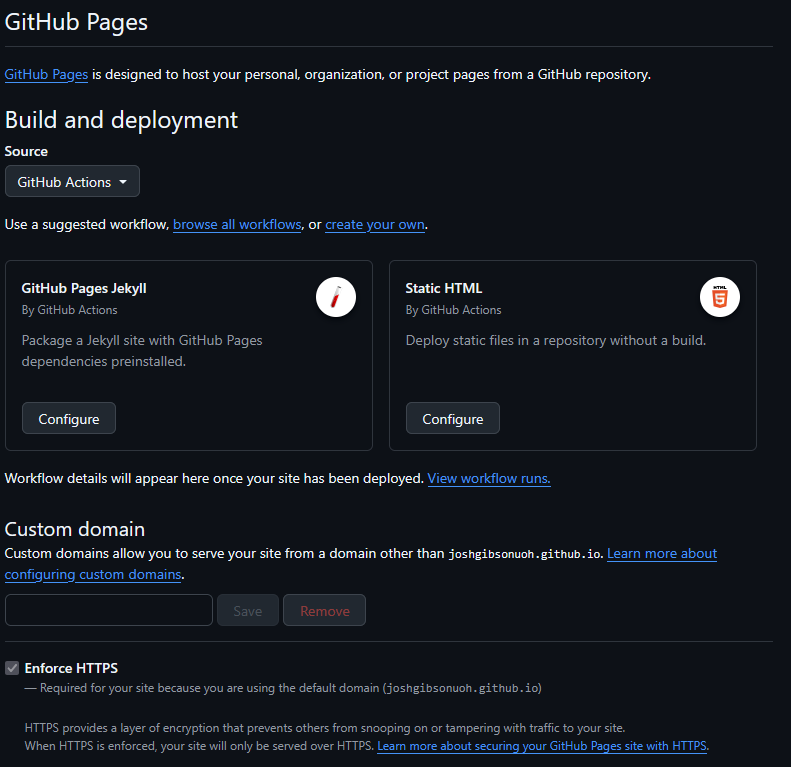 GitHub Pages
GitHub Pages is designed to host your personal, organization, or project pages from a GitHub repository.
Build and deployment
Source
GitHub Actions
Use a suggested workflow, browse all workflows, or create your own.
GitHub Pages Jekyll
By GitHub Actions
Package a Jekyll site with GitHub Pages
dependencies preinstalled.
Configure
Static HTML
By GitHub Actions
Deploy static files in a repository without a build.
HTML
5
Configure
Workflow details will appear here once your site has been deployed. View workflow runs.
Custom domain
Custom domains allow you to serve your site from a domain other than joshgibsonuoh.github.io. Learn more about
configuring custom domains.
Save
Remove
Enforce HTTPS
— Required for your site because you are using the default domain (joshgibsonuoh.github.io)
HTTPS provides a layer of encryption that prevents others from snooping on or tampering with traffic to your site.
When HTTPS is enforced, your site will only be served over HTTPS. Learn more about securing your GitHub Pages site with HTTPS.